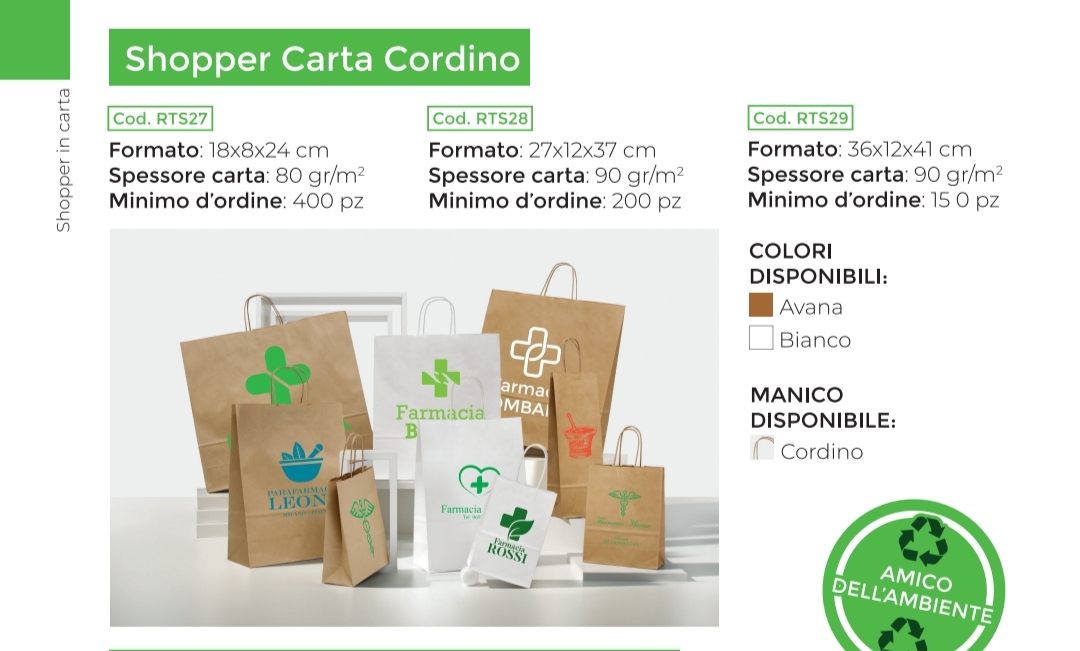 Shopper in carta
Shopper Carta Cordino
Cod. RTS27
Formato: 18x8x24 cm
Spessore carta: 80 gr/m²
Minimo d'ordine: 400 pz
Cod. RTS28
Formato: 27x12x37 cm
Spessore carta: 90 gr/m²
Minimo d'ordine: 200 pz
Cod. RTS29
Formato: 36x12x41 cm
Spessore carta: 90 gr/m²
Minimo d'ordine: 15 0 pz
COLORI
DISPONIBILI:
Avana
Bianco
MANICO
DISPONIBILE:
Cordino
Farmacia
B
PARAFARMAC
LEON
Farmacia
Farmacia
ROSSI
AMICO
DELL'AMBIENTE